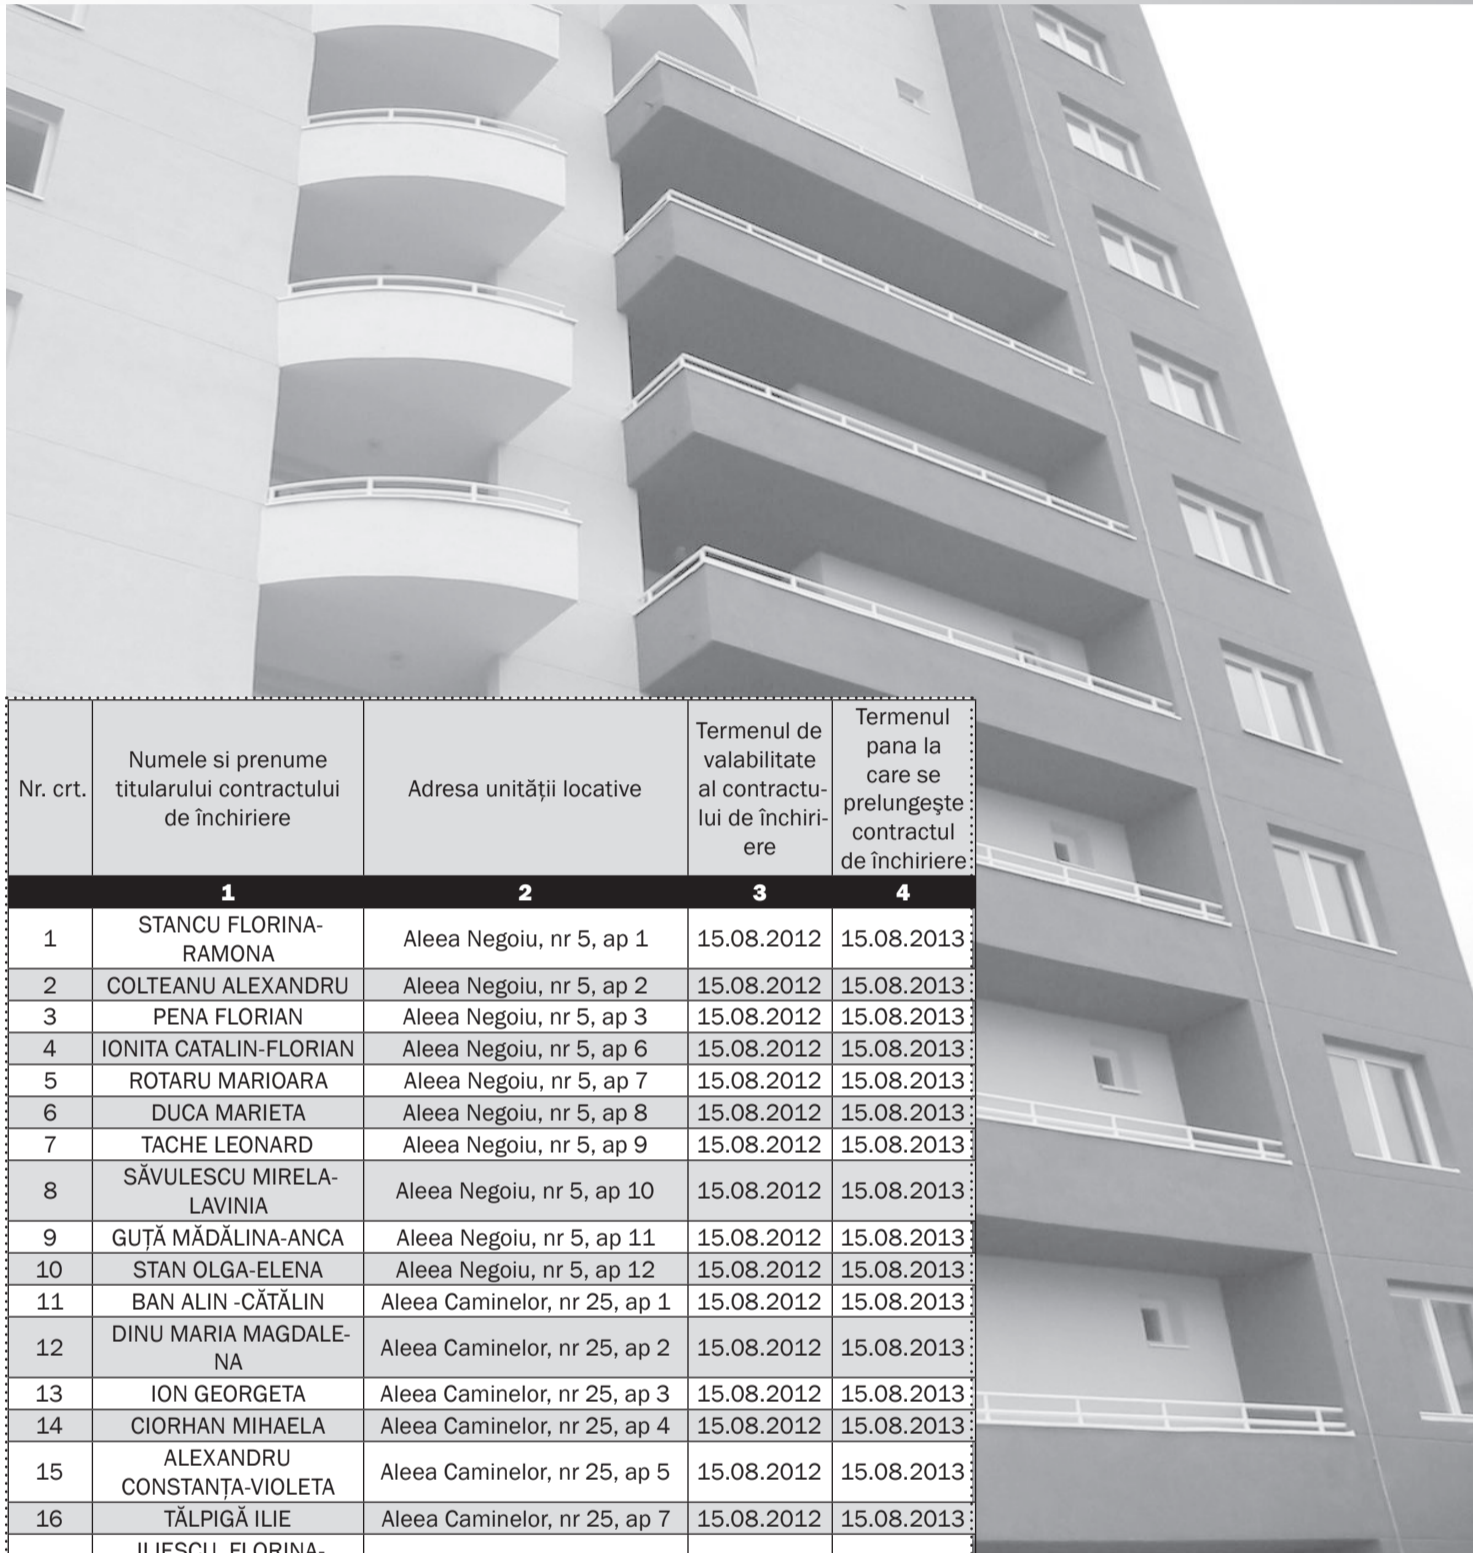 Nr. crt.
Numele si prenume
titularului contractului
de închiriere
Adresa unității locative
Termenul de
valabilitate
al contractu-
lui de închiri-
ere
Termenul
pana la
care se
prelungește
contractul
de închiriere
1 2 3 4
1 STANCU FLORINA-
RAMONA Aleea Negoiu, nr 5, ap 1 15.08.2012 15.08.2013
2 COLTEANU ALEXANDRU Aleea Negoiu, nr 5, ap 2 15.08.2012 15.08.2013
3 PENA FLORIAN Aleea Negoiu, nr 5, ap 3 15.08.2012 15.08.2013
4 IONITA CATALIN-FLORIAN Aleea Negoiu, nr 5, ap 6 15.08.2012 15.08.2013
5 ROTARU MARIOARA Aleea Negoiu, nr 5, ap 7 15.08.2012 15.08.2013
6 DUCA MARIETA Aleea Negoiu, nr 5, ap 8 15.08.2012 15.08.2013
7 TACHE LEONARD Aleea Negoiu, nr 5, ap 9 15.08.2012 15.08.2013
8 SĂVULESCU MIRELA-
LAVINIA Aleea Negoiu, nr 5, ap 10 15.08.2012 15.08.2013
9 GUȚĂ MĂDĂLINA-ANCA Aleea Negoiu, nr 5, ap 11 15.08.2012 15.08.2013
10 STAN OLGA-ELENA Aleea Negoiu, nr 5, ap 12 15.08.2012 15.08.2013
11 BAN ALIN -CĂTĂLIN Aleea Caminelor, nr 25, ap 1 15.08.2012 15.08.2013
12 DINU MARIA MAGDALE-
NA Aleea Caminelor, nr 25, ap 2 15.08.2012 15.08.2013
13 ION GEORGETA Aleea Caminelor, nr 25, ap 3 15.08.2012 15.08.2013
14 CIORHAN MIHAELA Aleea Caminelor, nr 25, ap 4 15.08.2012 15.08.2013
15 ALEXANDRU
CONSTANȚA-VIOLETA Aleea Caminelor, nr 25, ap 5 15.08.2012 15.08.2013
16 TĂLPIGĂ ILIE Aleea Caminelor, nr 25, ap 7 15.08.2012 15.08.2013
ILIESCU FLORINA-